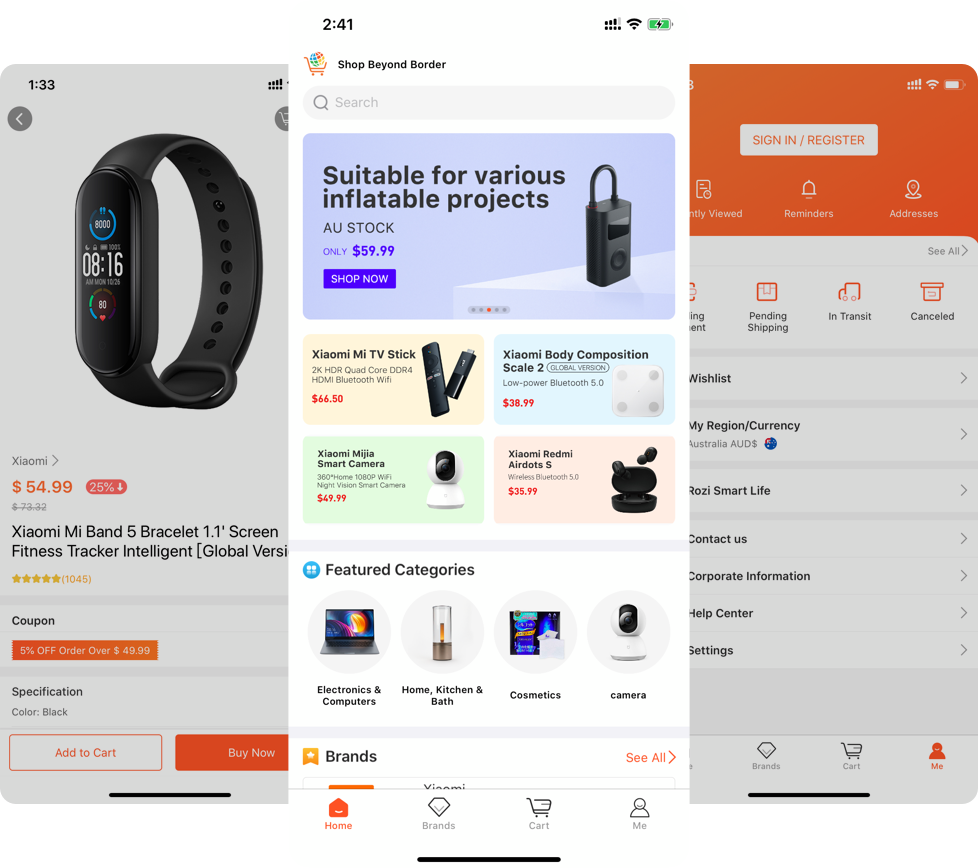 1:33
8000
100%
08:16
AM MON 10/26
80
Xiaomi
$ 54.99
25%
$ 73.32
Xiaomi Mi Band 5 Bracelet 1.1' Screen
Fitness Tracker Intelligent [Global Versi
(1045)
Coupon
5% OFF Order Over $ 49.99
Specification
Color: Black
Add to Cart
Buy Now
2:41
Shop Beyond Border
Search
Suitable for various
inflatable projects
AU STOCK
ONLY $59.99
SHOP NOW
Xiaomi Mi TV Stick
2K HDR Quad Core DDR4
HDMI Bluetooth Wifi
$66.50
Xiaomi Body Composition
Scale 2 GLOBAL VERSION
Low-power Bluetooth 5.0
$38.99
Xiaomi Mijia
Smart Camera
360°Home 1080P WiFi
Night Vision Smart Camera
$49.99
Xiaomi Redmi
Airdots S
Wireless Bluetooth 5.0
$35.99
Featured Categories
Electronics &
Computers
Home, Kitchen &
Bath
Cosmetics
camera
Brands
See All
Xiaomi
Home
Brands
Cart
Me
3
SIGN IN / REGISTER
ntly Viewed
Reminders
Addresses
See All
ing
ent
Pending
Shipping
In Transit
Canceled
Wishlist
My Region/Currency
Australia AUD$
Rozi Smart Life
Contact us
Corporate Information
Help Center
Settings
e
Brands
Cart
Me